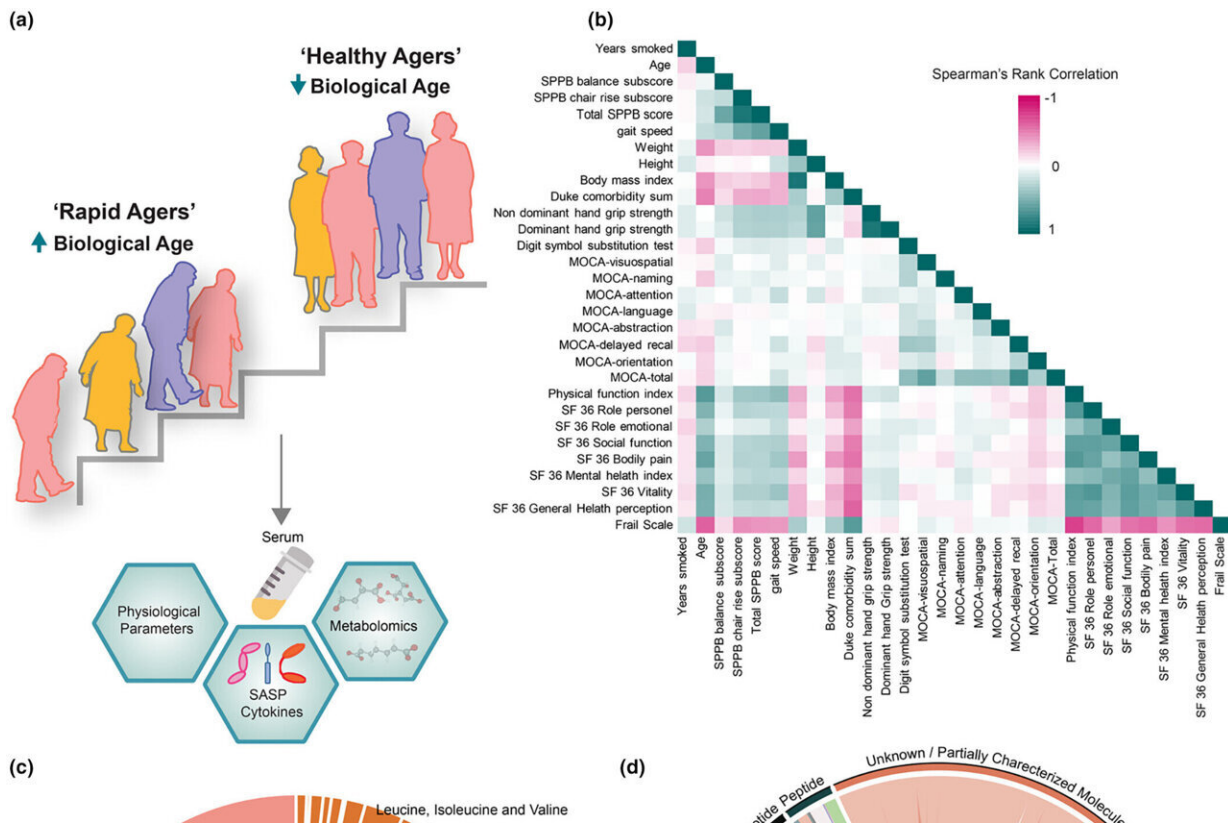 (a)
'Healthy Agers'
Biological Age
'Rapid Agers'
Biological Age
Serum
Physiological
Parameters
SASP
Cytokines
Metabolomics
(b)
Years smoked
Age
SPPB balance subscore
SPPB chair rise subscore
Total SPPB score
gait speed
Weight
Height
Body mass index
Duke comorbidity sum
Non dominant hand grip strength
Dominant hand grip strength
Digit symbol substitution test
MOCA-visuospatial
MOCA-naming
MOCA-attention
MOCA-language
MOCA-abstraction
MOCA-delayed recal
MOCA-orientation
MOCA-total
Physical function index
SF 36 Role personel
SF 36 Role emotional
SF 36 Social function
SF 36 Bodily pain
SF 36 Mental helath index
SF 36 Vitality
SF 36 General Helath perception
Frail Scale
Spearman's Rank Correlation
-1
0
1
Years smoked
Age
SPPB balance subscore
SPPB chair rise subscore
Total SPPB score
gait speed
Weight
Height
Body mass index
Duke comorbidity sum
Non dominant hand grip strength
Dominant hand Grip strength
Digit symbol substitution test
MOCA-visuospatial
MOCA-naming
MOCA-attention
MOCA-language
MOCA-abstraction
MOCA-delayed recal
MOCA-orientation
MOCA-Total
Physical function index
SF 36 Role personel
SF 36 Role emotional
SF 36 Social function
SF 36 Bodily pain
SF 36 Mental helath index
SF 36 Vitality
SF 36 General Helath perception
Frail Scale
(c)
Leucine, Isoleucine and Valine
(d)
Peptide
Unknown / Partially Charecterized Molecule